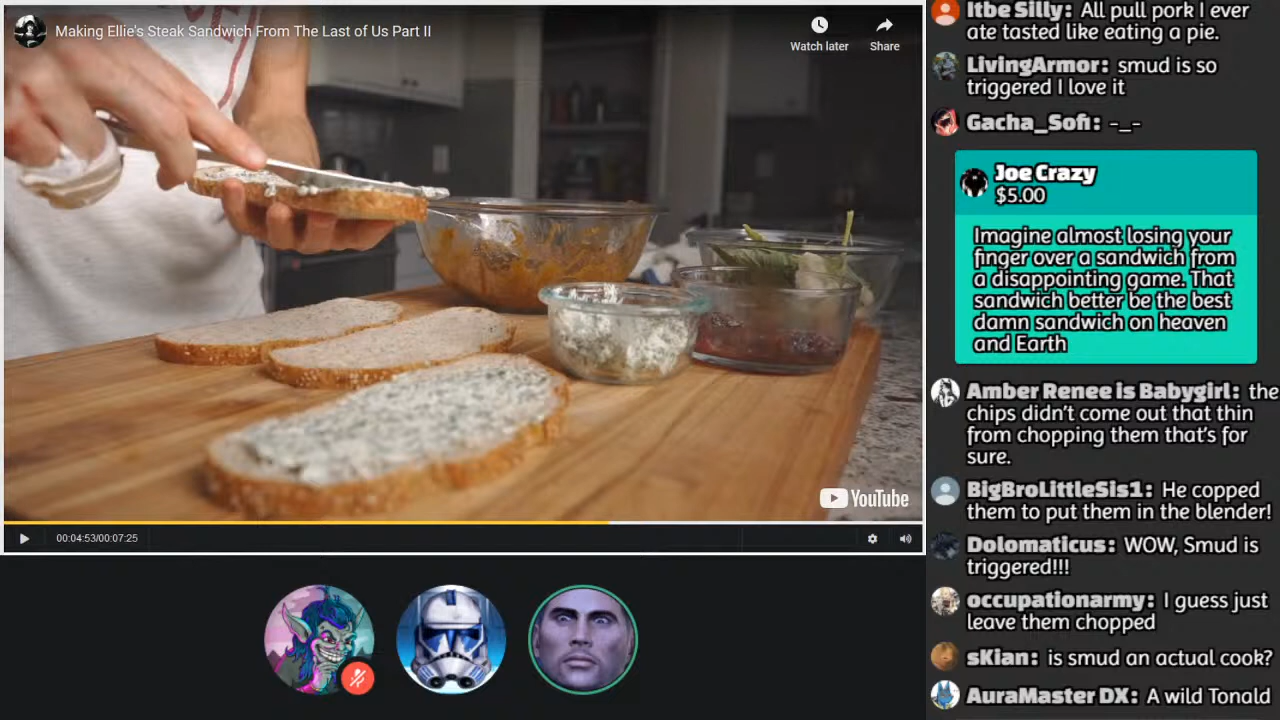 Making Ellie's Steak Sandwich From The Last of Us Part II
Watch later
Share
YouTube
00:04:53/00:07:25
Itbe Silly: All pull pork I ever
ate tasted like eating a pie.
LivingArmor: smud is so
triggered I love it
Gacha_Sofi: -_-
Joe Crazy
$5.00
Imagine almost losing your
finger over a sandwich from
a disappointing game. That
sandwich better be the best
damn sandwich on heaven
and Earth
Amber Renee is Babygirl: the
chips didn't come out that thin
from chopping them that's for
sure.
BigBroLittleSis1: He copped
them to put them in the blender!
Dolomaticus: WOW, Smud is
triggered!!!
occupationarmy: I guess just
leave them chopped
sKian: is smud an actual cook?
AuraMaster DX: A wild Tonald